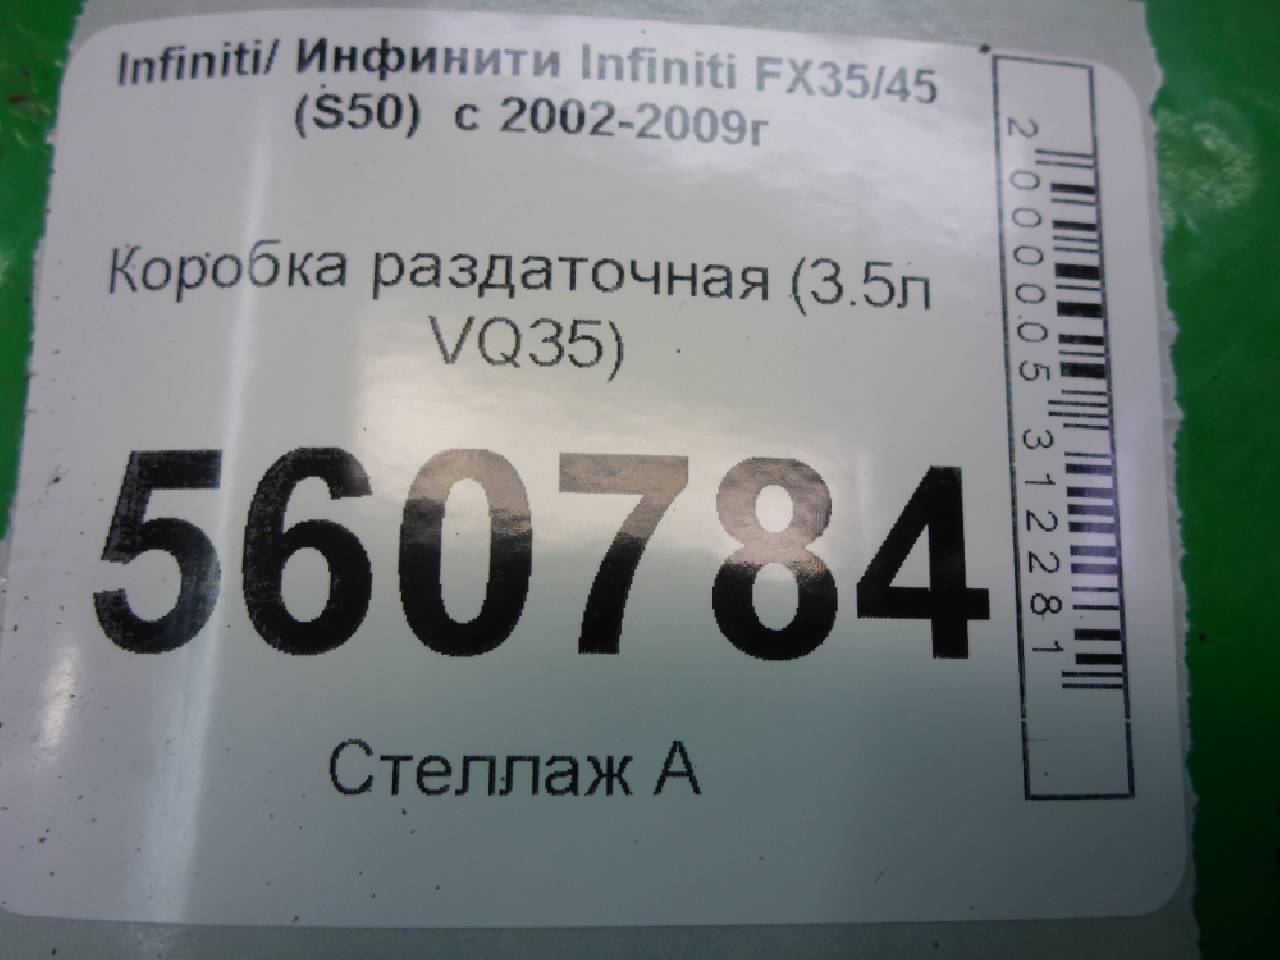 Infiniti/ Инфинити Infiniti FX35/45
(S50) с 2002-2009г
Коробка раздаточная (3.5л
VQ35)
560784
Стеллаж А
2000005312281